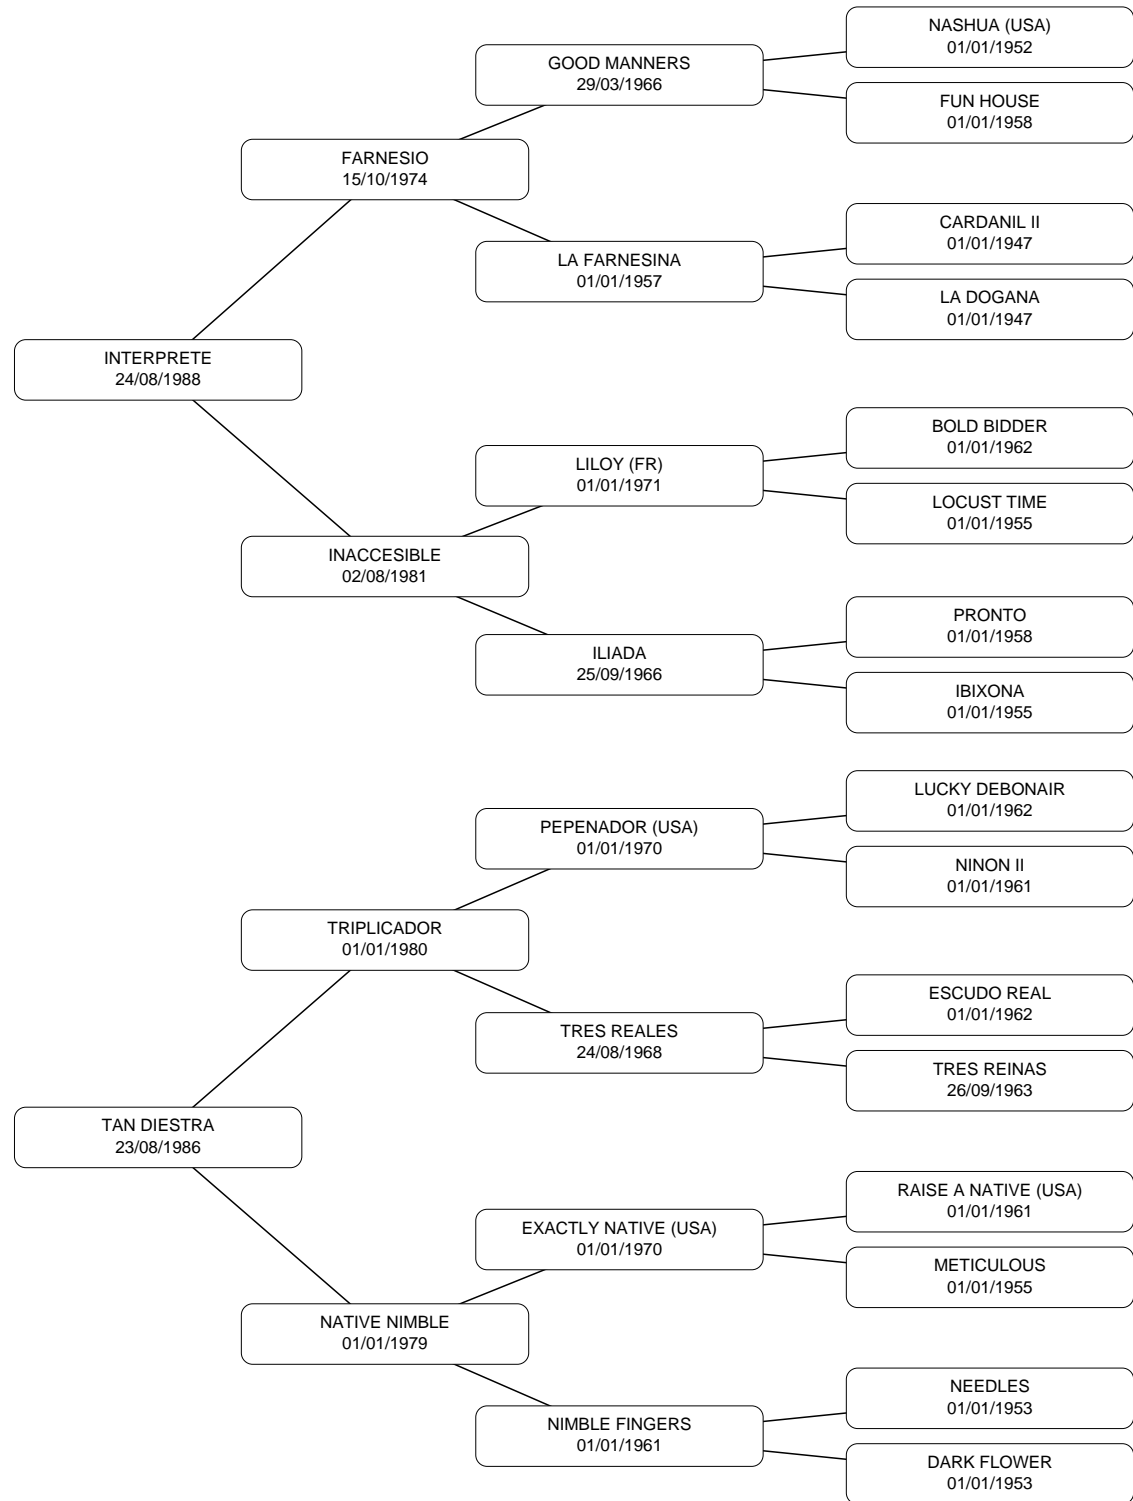 NASHUA (USA)
01/01/1952
GOOD MANNERS
29/03/1966
FUN HOUSE
01/01/1958
FARNESIO
15/10/1974
CARDANIL II
01/01/1947
LA FARNESINA
01/01/1957
LA DOGANA
01/01/1947
INTERPRETE
24/08/1988
BOLD BIDDER
01/01/1962
LILOY (FR)
01/01/1971
LOCUST TIME
01/01/1955
INACCESIBLE
02/08/1981
PRONTO
01/01/1958
ILIADA
25/09/1966
IBIXONA
01/01/1955
LUCKY DEBONAIR
01/01/1962
PEPENADOR (USA)
01/01/1970
NINON II
01/01/1961
TRIPLICADOR
01/01/1980
ESCUDO REAL
01/01/1962
TRES REALES
24/08/1968
TRES REINAS
26/09/1963
TAN DIESTRA
23/08/1986
RAISE A NATIVE (USA)
01/01/1961
EXACTLY NATIVE (USA)
01/01/1970
METICULOUS
01/01/1955
NATIVE NIMBLE
01/01/1979
NEEDLES
01/01/1953
NIMBLE FINGERS
01/01/1961
DARK FLOWER
01/01/1953